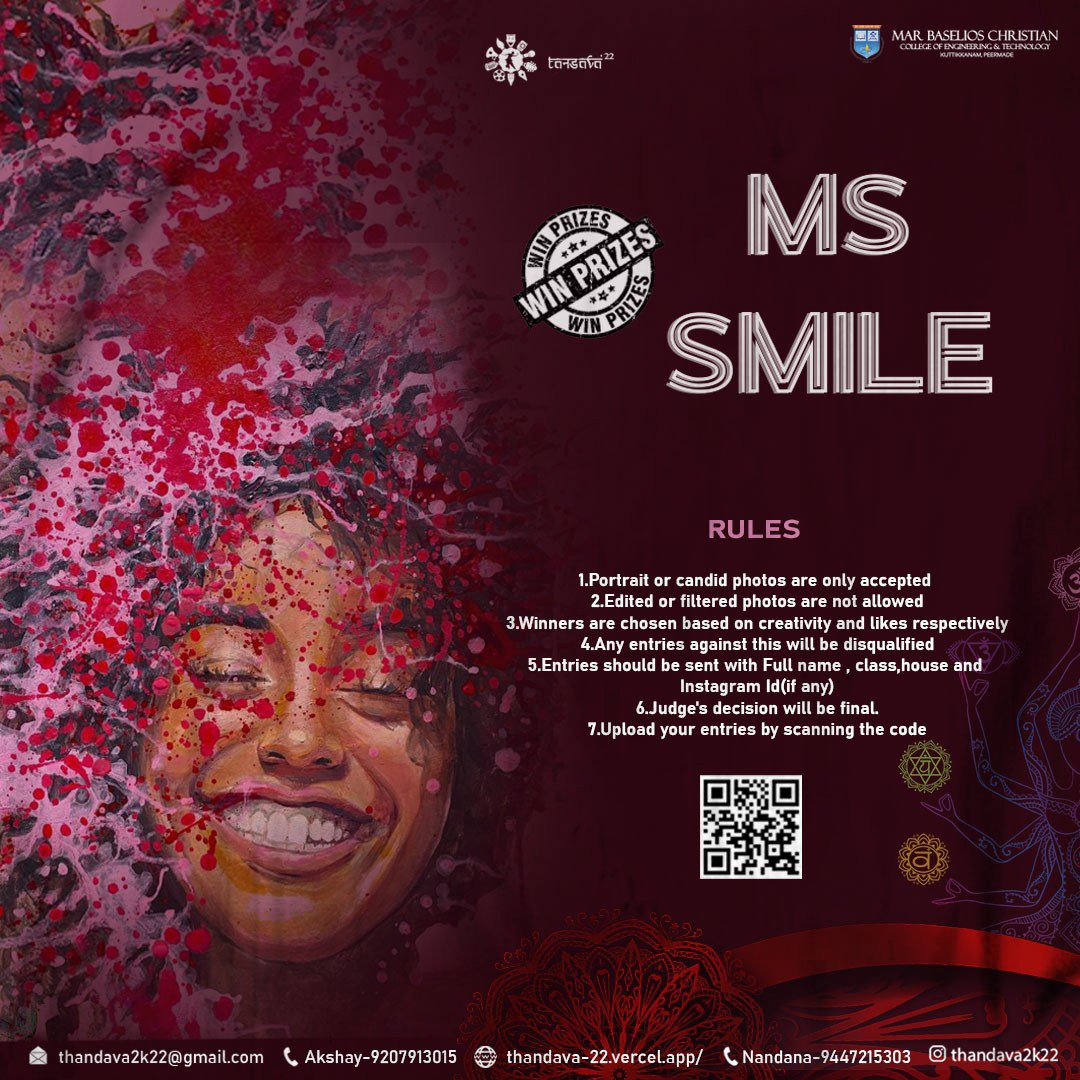 tansava'22
MAR BASELIOS CHRISTIAN
COLLEGE OF ENGINEERING & TECHNOLOGY
KUTTIKKANAM, PEERMADE
MS
SMILE
WIN PRIZES
WIN PRIZES
WIN PRIZES
RULES
1.Portrait or candid photos are only accepted
2.Edited or filtered photos are not allowed
3.Winners are chosen based on creativity and likes respectively
4.Any entries against this will be disqualified
5.Entries should be sent with Full name , class,house and
Instagram Id(if any)
6.Judge's decision will be final.
7.Upload your entries by scanning the code
thandava2k22@gmail.com Akshay-9207913015 thandava-22.vercel.app/ Nandana-9447215303 thandava2k22